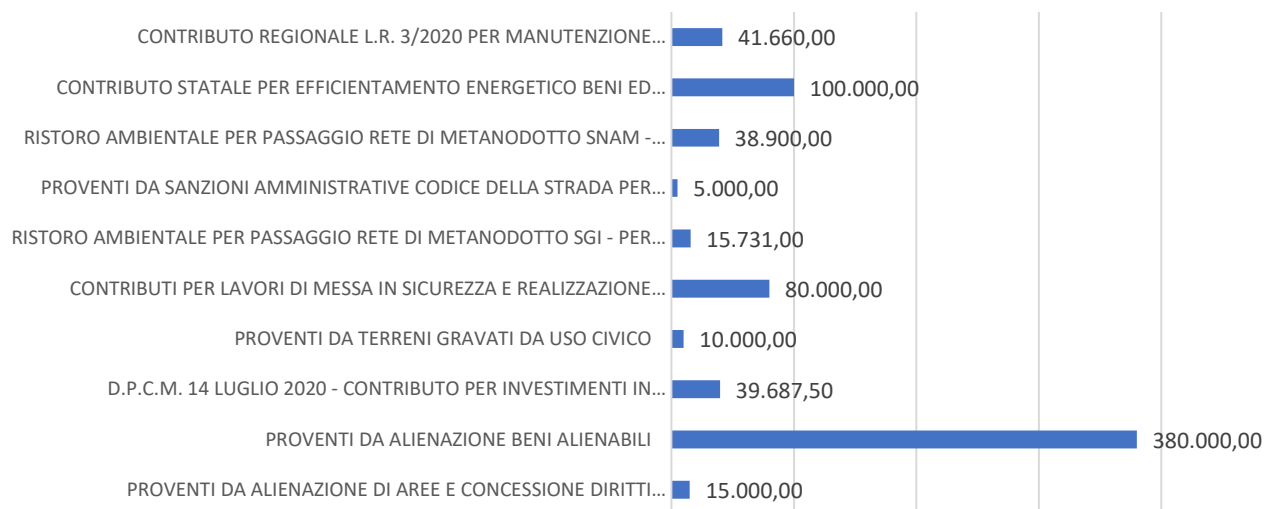 CONTRIBUTO REGIONALE L.R. 3/2020 PER MANUTENZIONE... 41.660,00
CONTRIBUTO STATALE PER EFFICIENTAMENTO ENERGETICO BENI ED... 100.000,00
RISTORO AMBIENTALE PER PASSAGGIO RETE DI METANODOTTO SNAM -... 38.900,00
PROVENTI DA SANZIONI AMMINISTRATIVE CODICE DELLA STRADA PER... 5.000,00
RISTORO AMBIENTALE PER PASSAGGIO RETE DI METANODOTTO SGI - PER... 15.731,00
CONTRIBUTI PER LAVORI DI MESSA IN SICUREZZA E REALIZZAZIONE... 80.000,00
PROVENTI DA TERRENI GRAVATI DA USO CIVICO 10.000,00
D.P.C.M. 14 LUGLIO 2020 - CONTRIBUTO PER INVESTIMENTI IN... 39.687,50
PROVENTI DA ALIENAZIONE BENI ALIENABILI 380.000,00
PROVENTI DA ALIENAZIONE DI AREE E CONCESSIONE DIRITTI... 15.000,00